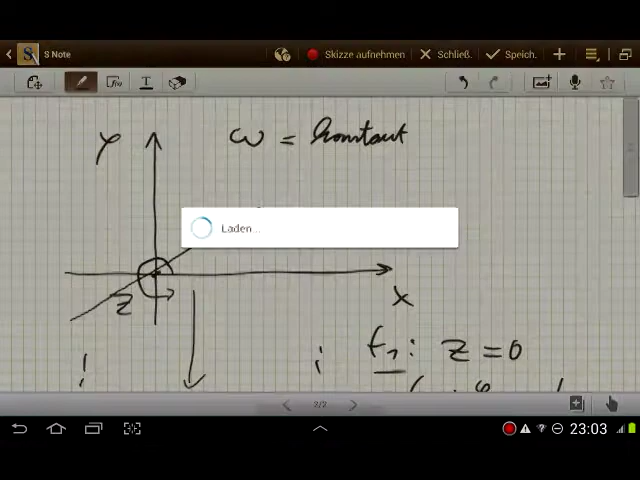 S Note Skizze aufnehmen Schließ. Speich.
T
y ω = konstant
Laden...
x
z
f₁: z = 0
2/2
23:03